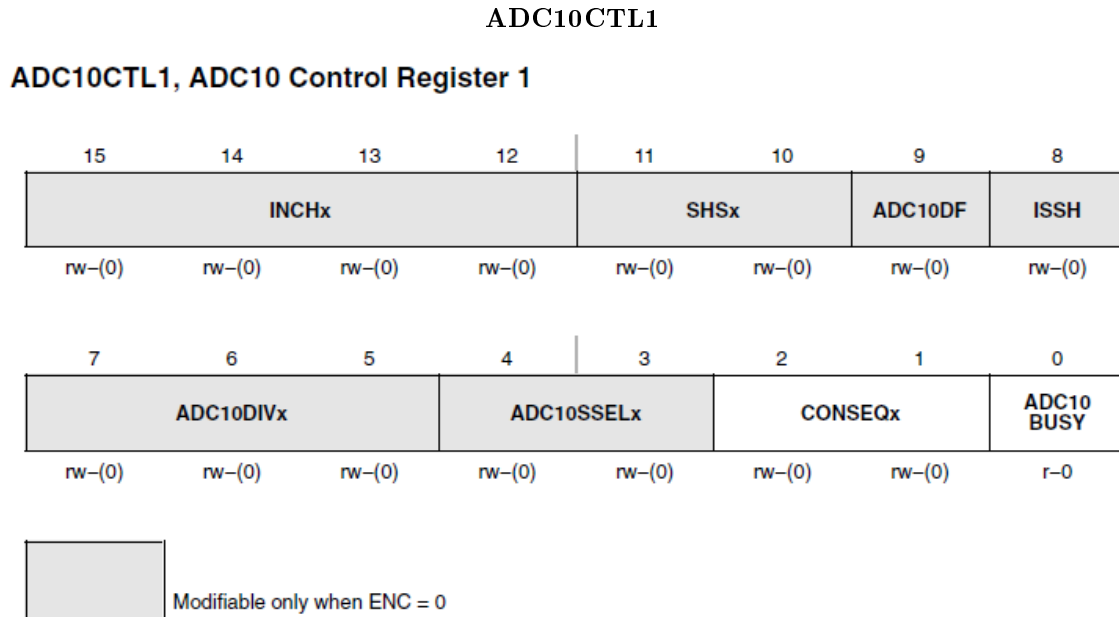 ADC10CTL1
ADC10CTL1, ADC10 Control Register 1
15 14 13 12 11 10 9 8
INCHx SHSx ADC10DF ISSH
rw−(0) rw−(0) rw−(0) rw−(0) rw−(0) rw−(0) rw−(0) rw−(0)
7 6 5 4 3 2 1 0
ADC10DIVx ADC10SSELx CONSEQx ADC10
BUSY
rw−(0) rw−(0) rw−(0) rw−(0) rw−(0) rw−(0) rw−(0) r−0
Modifiable only when ENC = 0